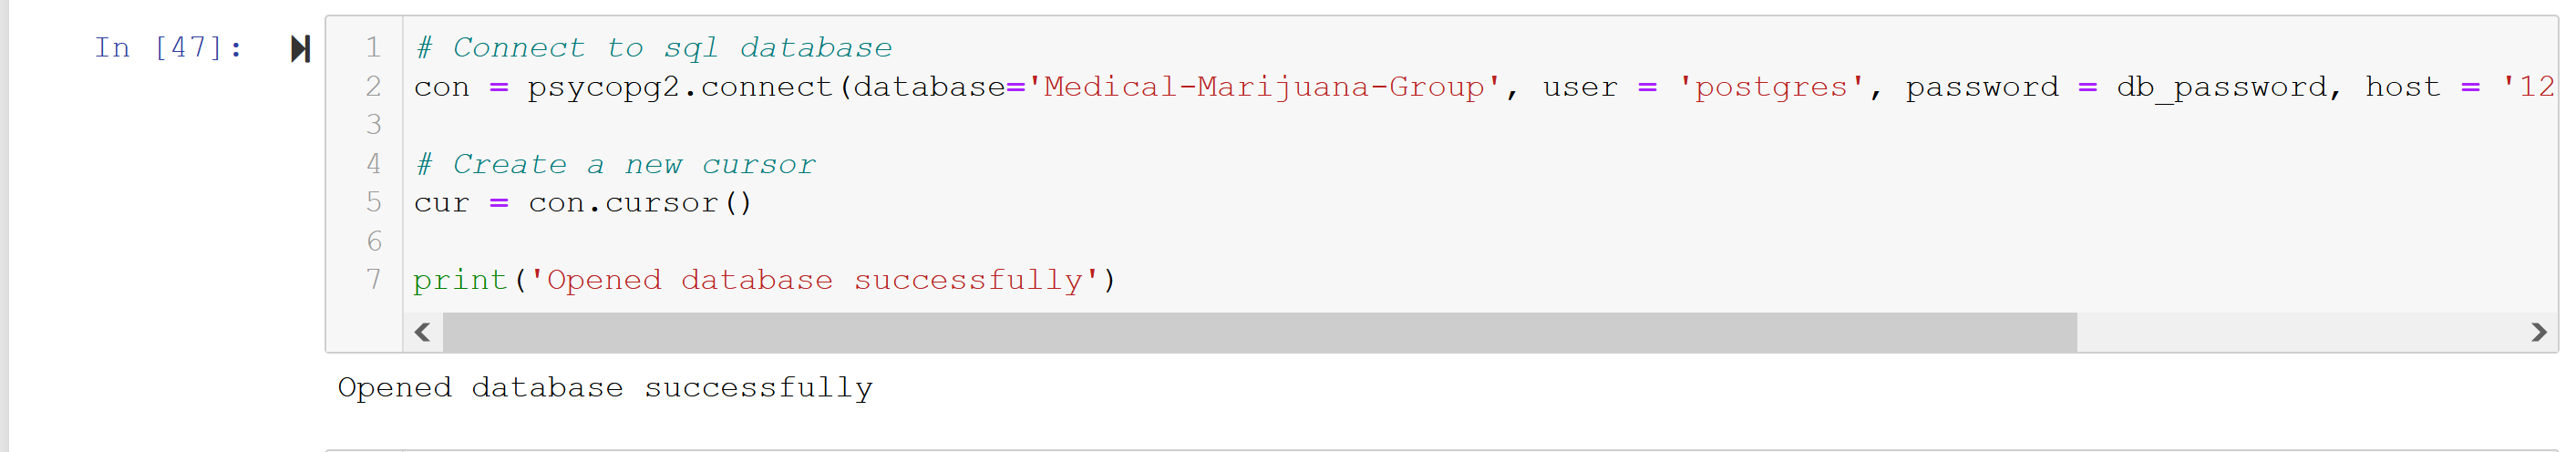 In [47]:
1 # Connect to sql database
2 con = psycopg2.connect(database='Medical-Marijuana-Group', user = 'postgres', password = db_password, host = '12
3
4 # Create a new cursor
5 cur = con.cursor()
6
7 print('Opened database successfully')
Opened database successfully